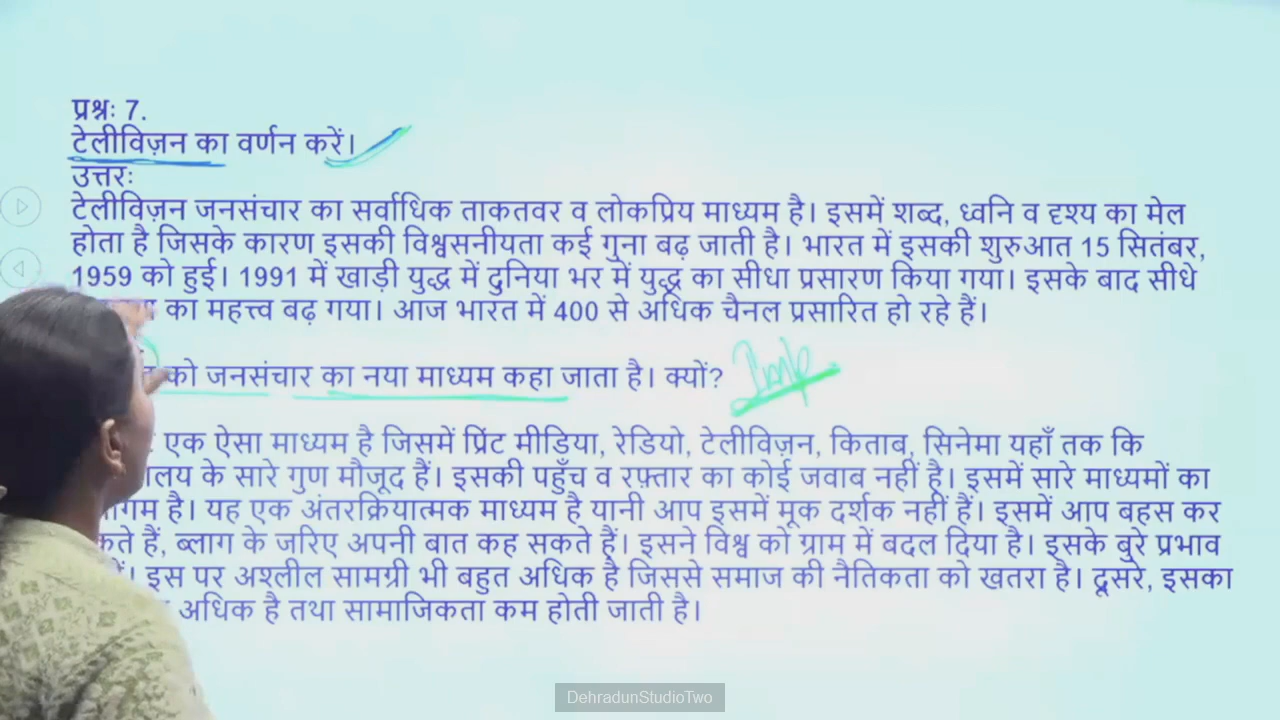 प्रश्नः 7.
टेलीविज़न का वर्णन करें।
उत्तरः
टेलीविज़न जनसंचार का सर्वाधिक ताकतवर व लोकप्रिय माध्यम है। इसमें शब्द, ध्वनि व दृश्य का मेल
होता है जिसके कारण इसकी विश्वसनीयता कई गुना बढ़ जाती है। भारत में इसकी शुरुआत 15 सितंबर,
1959 को हुई। 1991 में खाड़ी युद्ध में दुनिया भर में युद्ध का सीधा प्रसारण किया गया। इसके बाद सीधे
का महत्त्व बढ़ गया। आज भारत में 400 से अधिक चैनल प्रसारित हो रहे हैं।
को जनसंचार का नया माध्यम कहा जाता है। क्यों? Imp
एक ऐसा माध्यम है जिसमें प्रिंट मीडिया, रेडियो, टेलीविज़न, किताब, सिनेमा यहाँ तक कि
के सारे गुण मौजूद हैं। इसकी पहुँच व रफ़्तार का कोई जवाब नहीं है। इसमें सारे माध्यमों का
है। यह एक अंतरक्रियात्मक माध्यम है यानी आप इसमें मूक दर्शक नहीं हैं। इसमें आप बहस कर
हैं, ब्लाग के जरिए अपनी बात कह सकते हैं। इसने विश्व को ग्राम में बदल दिया है। इसके बुरे प्रभाव
इस पर अश्लील सामग्री भी बहुत अधिक है जिससे समाज की नैतिकता को खतरा है। दूसरे, इसका
अधिक है तथा सामाजिकता कम होती जाती है।
DehradunStudioTwo